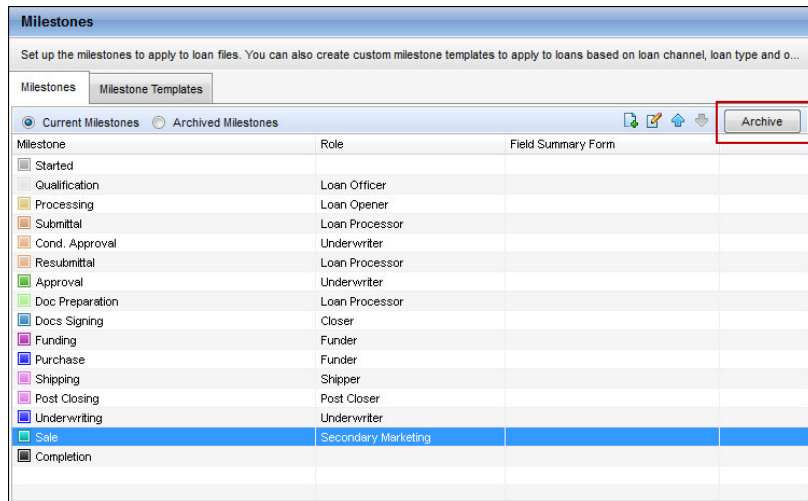 Milestones
Set up the milestones to apply to loan files. You can also create custom milestone templates to apply to loans based on loan channel, loan type and o...
Milestones Milestone Templates
Current Milestones Archived Milestones Archive
Milestone Role Field Summary Form
Started
Qualification Loan Officer
Processing Loan Opener
Submittal Loan Processor
Cond. Approval Underwriter
Resubmittal Loan Processor
Approval Underwriter
Doc Preparation Loan Processor
Docs Signing Closer
Funding Funder
Purchase Funder
Shipping Shipper
Post Closing Post Closer
Underwriting Underwriter
Sale Secondary Marketing
Completion